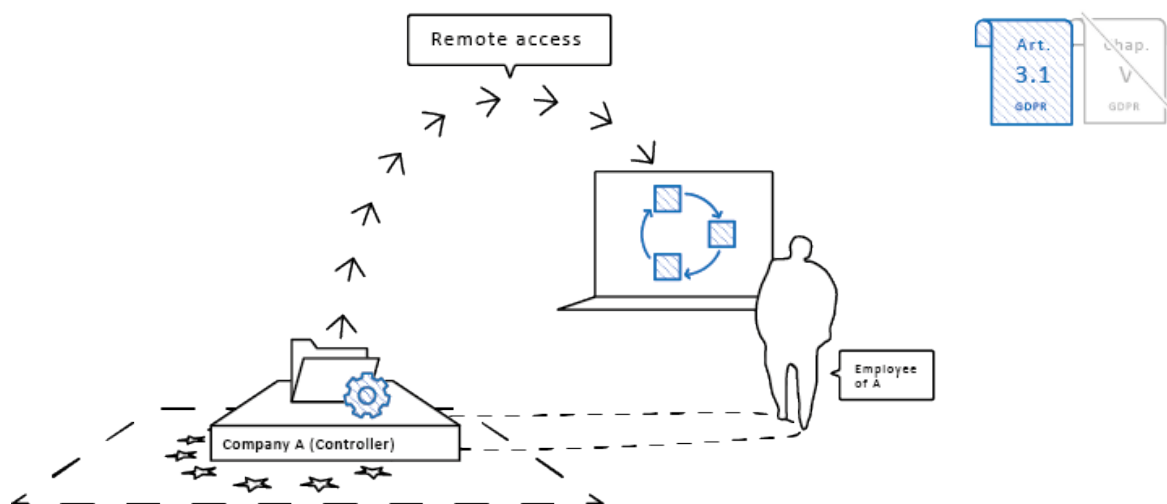 Remote access
Art.
3.1
GDPR
Chap.
V
GDPR
Employee
of A
Company A (Controller)